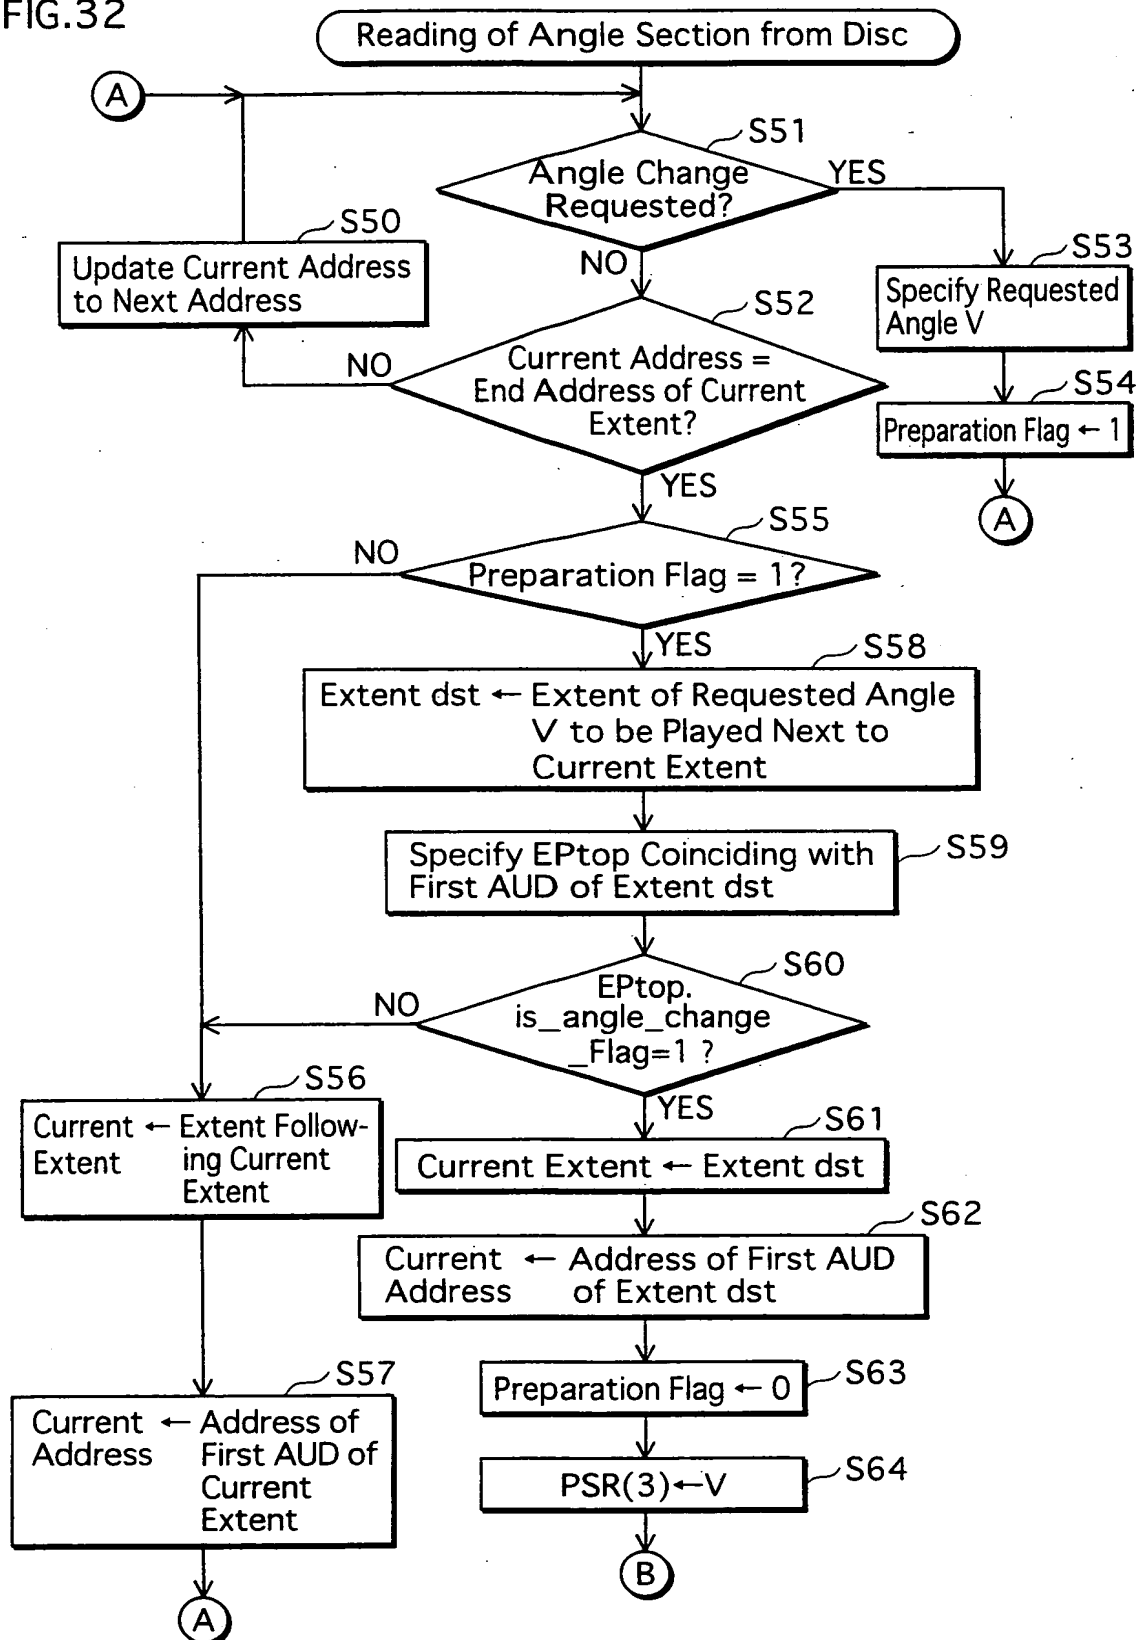 FIG.32
Reading of Angle Section from Disc
A
S51
Angle Change
Requested?
YES
NO
S50
Update Current Address
to Next Address
S53
Specify Requested
Angle V
S52
Current Address =
End Address of Current
Extent?
NO
YES
S54
Preparation Flag ← 1
A
S55
Preparation Flag = 1?
NO
YES
S58
Extent dst ← Extent of Requested Angle
V to be Played Next to
Current Extent
S59
Specify EPtop Coinciding with
First AUD of Extent dst
S60
EPtop.
is_angle_change
_Flag=1 ?
NO
YES
S56
Current ← Extent Follow-
Extent ing Current
Extent
S61
Current Extent ← Extent dst
S62
Current ← Address of First AUD
Address of Extent dst
S57
Current ← Address of
Address First AUD of
Current
Extent
S63
Preparation Flag ← 0
S64
PSR(3)←V
B
A